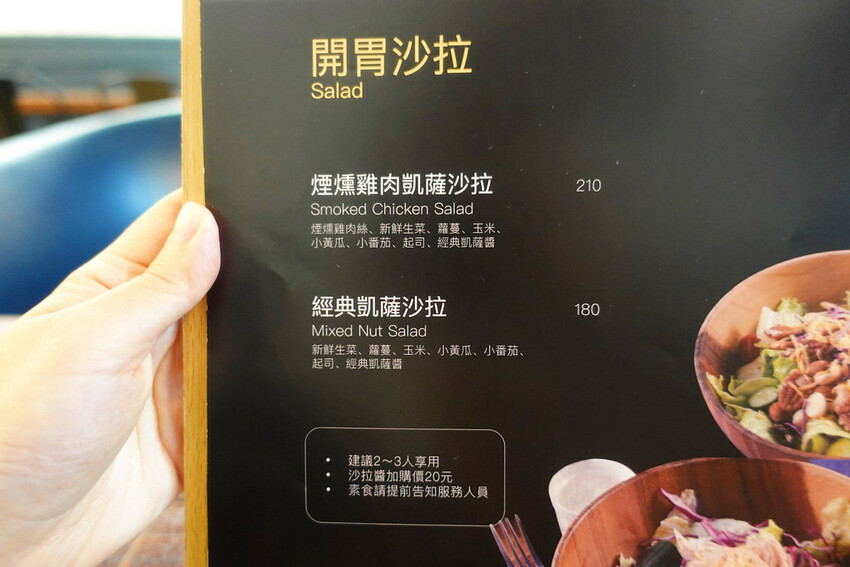 開胃沙拉
Salad
煙燻雞肉凱薩沙拉 210
Smoked Chicken Salad
煙燻雞肉絲、新鮮生菜、蘿蔓、玉米、
小黃瓜、小番茄、起司、經典凱薩醬
經典凱薩沙拉 180
Mixed Nut Salad
新鮮生菜、蘿蔓、玉米、小黃瓜、小番茄、
起司、經典凱薩醬
• 建議2～3人享用
• 沙拉醬加購價20元
• 素食請提前告知服務人員